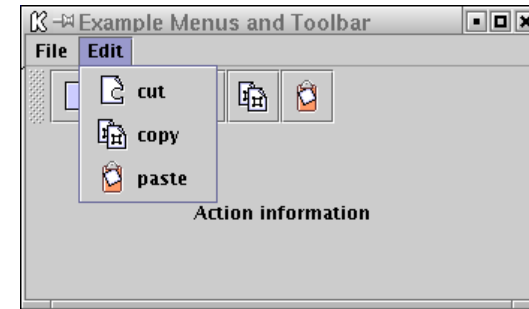 Example Menus and Toolbar
File Edit
cut
copy
paste
Action information